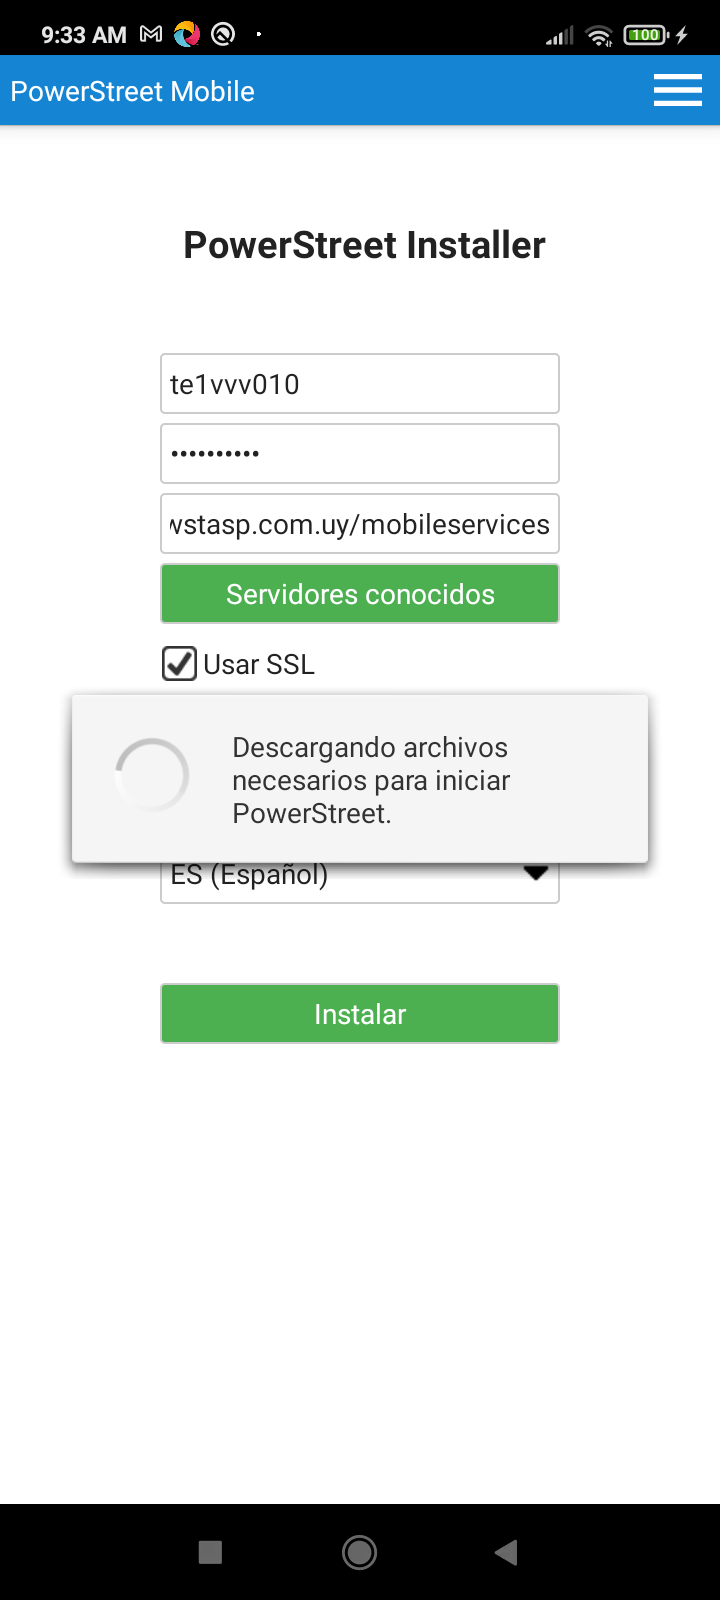 9:33 AM
100
PowerStreet Mobile
PowerStreet Installer
te1vvv010
••••••••••
wstasp.com.uy/mobileservices
Servidores conocidos
Usar SSL
Descargando archivos
necesarios para iniciar
PowerStreet.
ES (Español)
Instalar